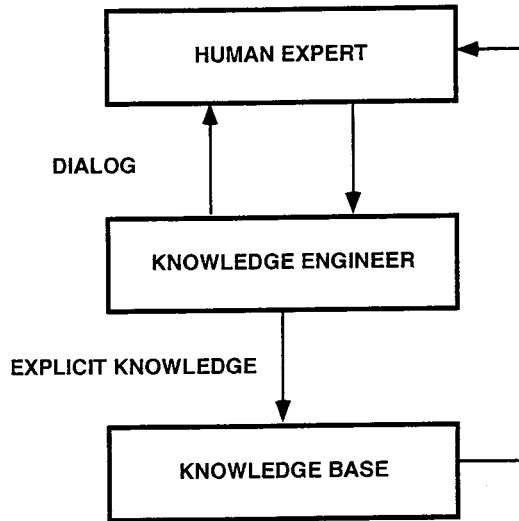 HUMAN EXPERT
DIALOG
KNOWLEDGE ENGINEER
EXPLICIT KNOWLEDGE
KNOWLEDGE BASE